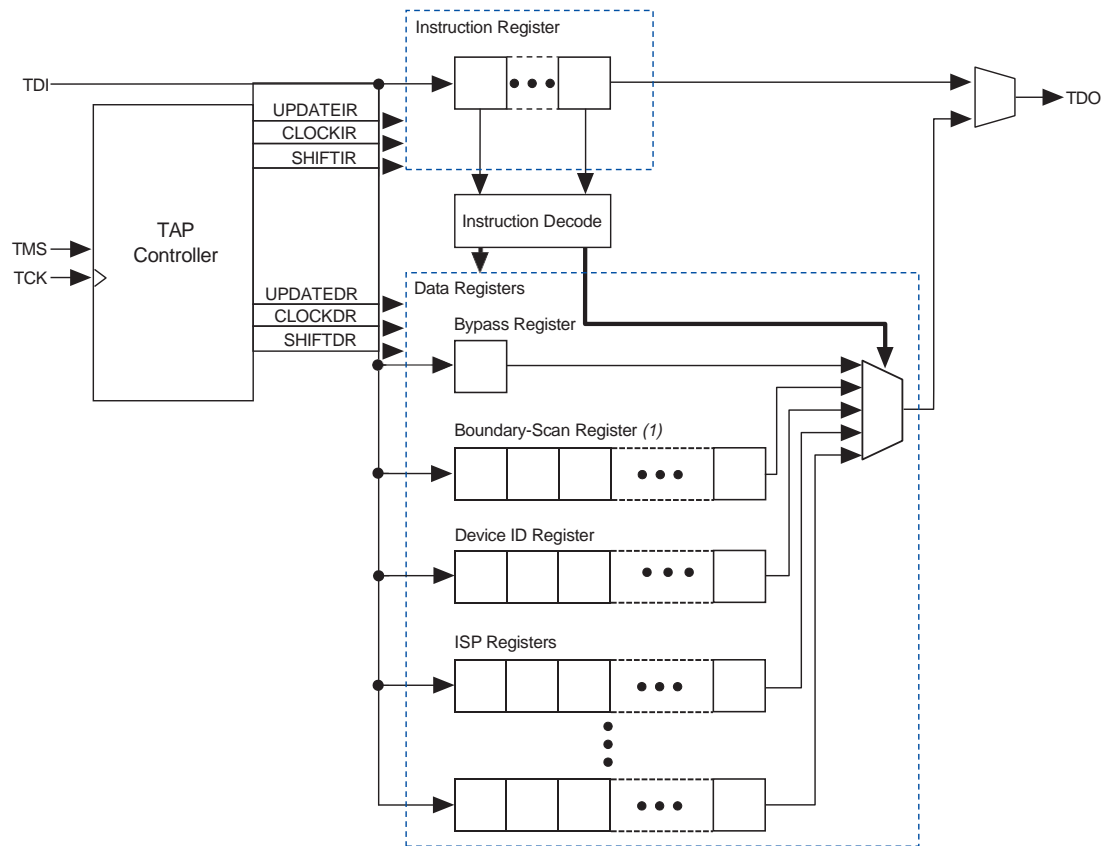 Instruction Register
TDI
TDO
UPDATEIR
CLOCKIR
SHIFTIR
TAP
Controller
Instruction Decode
TMS
TCK
Data Registers
UPDATEDR
CLOCKDR
SHIFTDR
Bypass Register
Boundary-Scan Register (1)
Device ID Register
ISP Registers